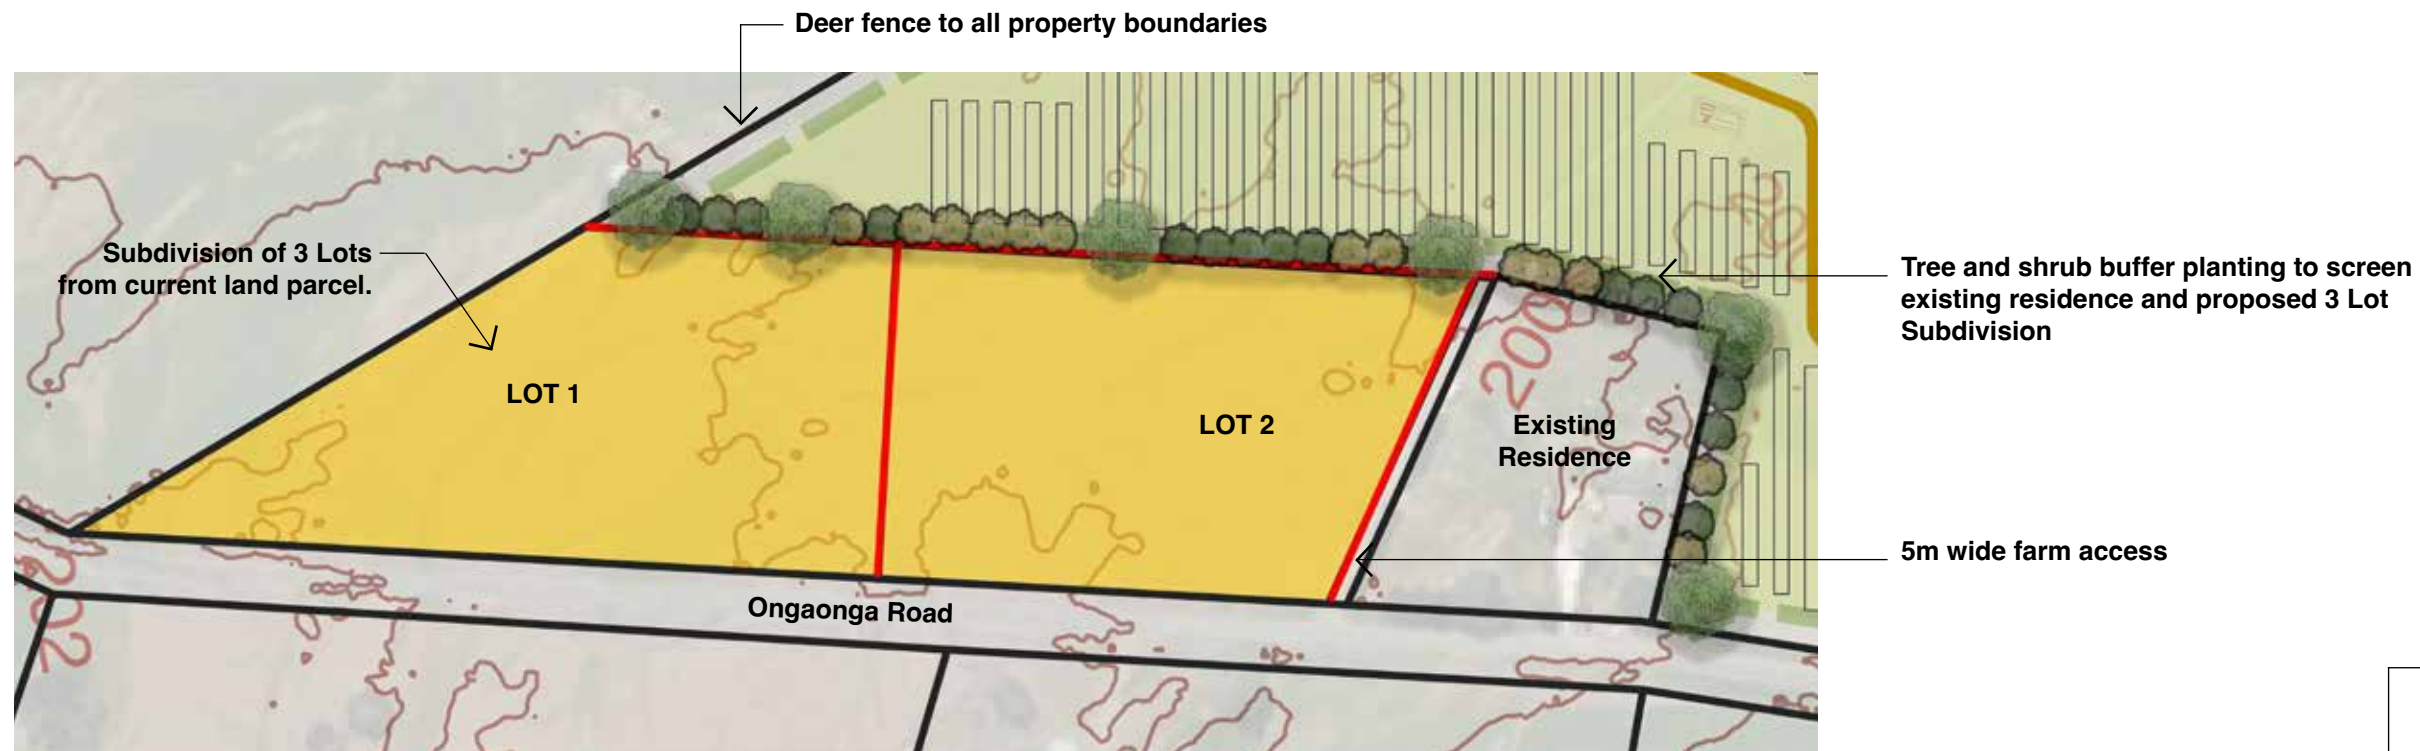 Deer fence to all property boundaries
Subdivision of 3 Lots
from current land parcel.
Tree and shrub buffer planting to screen
existing residence and proposed 3 Lot
Subdivision
LOT 1
LOT 2
200
Existing
Residence
5m wide farm access
Ongaonga Road
202